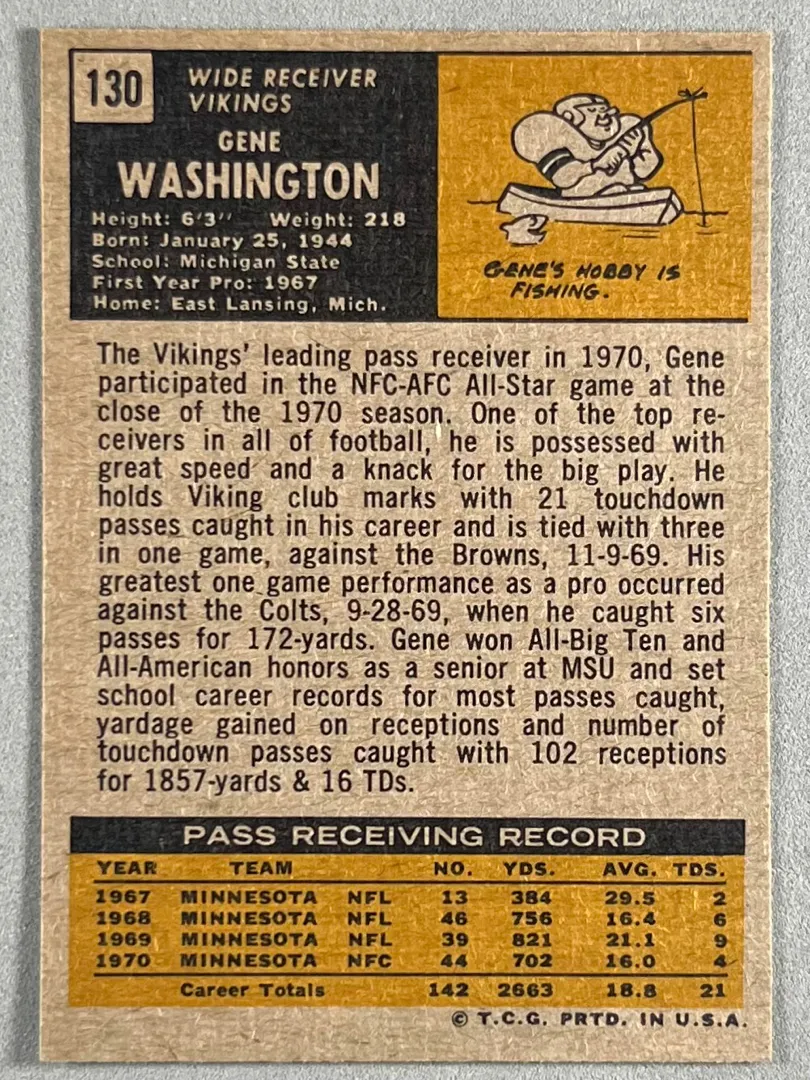 130
WIDE RECEIVER
VIKINGS
GENE
WASHINGTON
Height: 6'3" Weight: 218
Born: January 25, 1944
School: Michigan State
First Year Pro: 1967
Home: East Lansing, Mich.
GENE'S HOBBY IS
FISHING.
The Vikings' leading pass receiver in 1970, Gene
participated in the NFC-AFC All-Star game at the
close of the 1970 season. One of the top re-
ceivers in all of football, he is possessed with
great speed and a knack for the big play. He
holds Viking club marks with 21 touchdown
passes caught in his career and is tied with three
in one game, against the Browns, 11-9-69. His
greatest one game performance as a pro occurred
against the Colts, 9-28-69, when he caught six
passes for 172-yards. Gene won All-Big Ten and
All-American honors as a senior at MSU and set
school career records for most passes caught,
yardage gained on receptions and number of
touchdown passes caught with 102 receptions
for 1857-yards & 16 TDs.
PASS RECEIVING RECORD
YEAR TEAM NO. YDS. AVG. TDS.
1967 MINNESOTA NFL 13 384 29.5 2
1968 MINNESOTA NFL 46 756 16.4 6
1969 MINNESOTA NFL 39 821 21.1 9
1970 MINNESOTA NFC 44 702 16.0 4
Career Totals 142 2663 18.8 21
© T.C.G. PRTD. IN U.S.A.